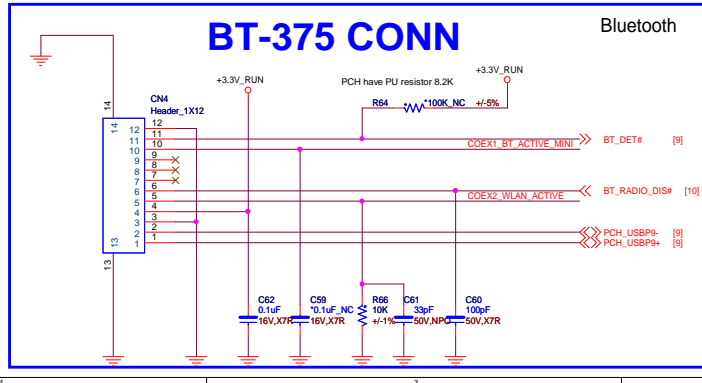 BT-375 CONN
Bluetooth
+3.3V_RUN
PCH have PU resistor 8.2K
+3.3V_RUN
CN4
Header_1X12
R64
*100K_NC
+/-5%
14
14
12
12
11
11
10
10
9
9
8
8
7
7
6
6
5
5
4
4
3
3
2
2
1
1
13
13
COEX1_BT_ACTIVE_MINI
BT_DET# [9]
COEX2_WLAN_ACTIVE
BT_RADIO_DIS# [10]
PCH_USBP9- [9]
PCH_USBP9+ [9]
C62
0.1uF
16V,X7R
C59
*0.1uF_NC
16V,X7R
R66
10K
+/-1%
C61
33pF
50V,NPO
C60
100pF
50V,X7R
3